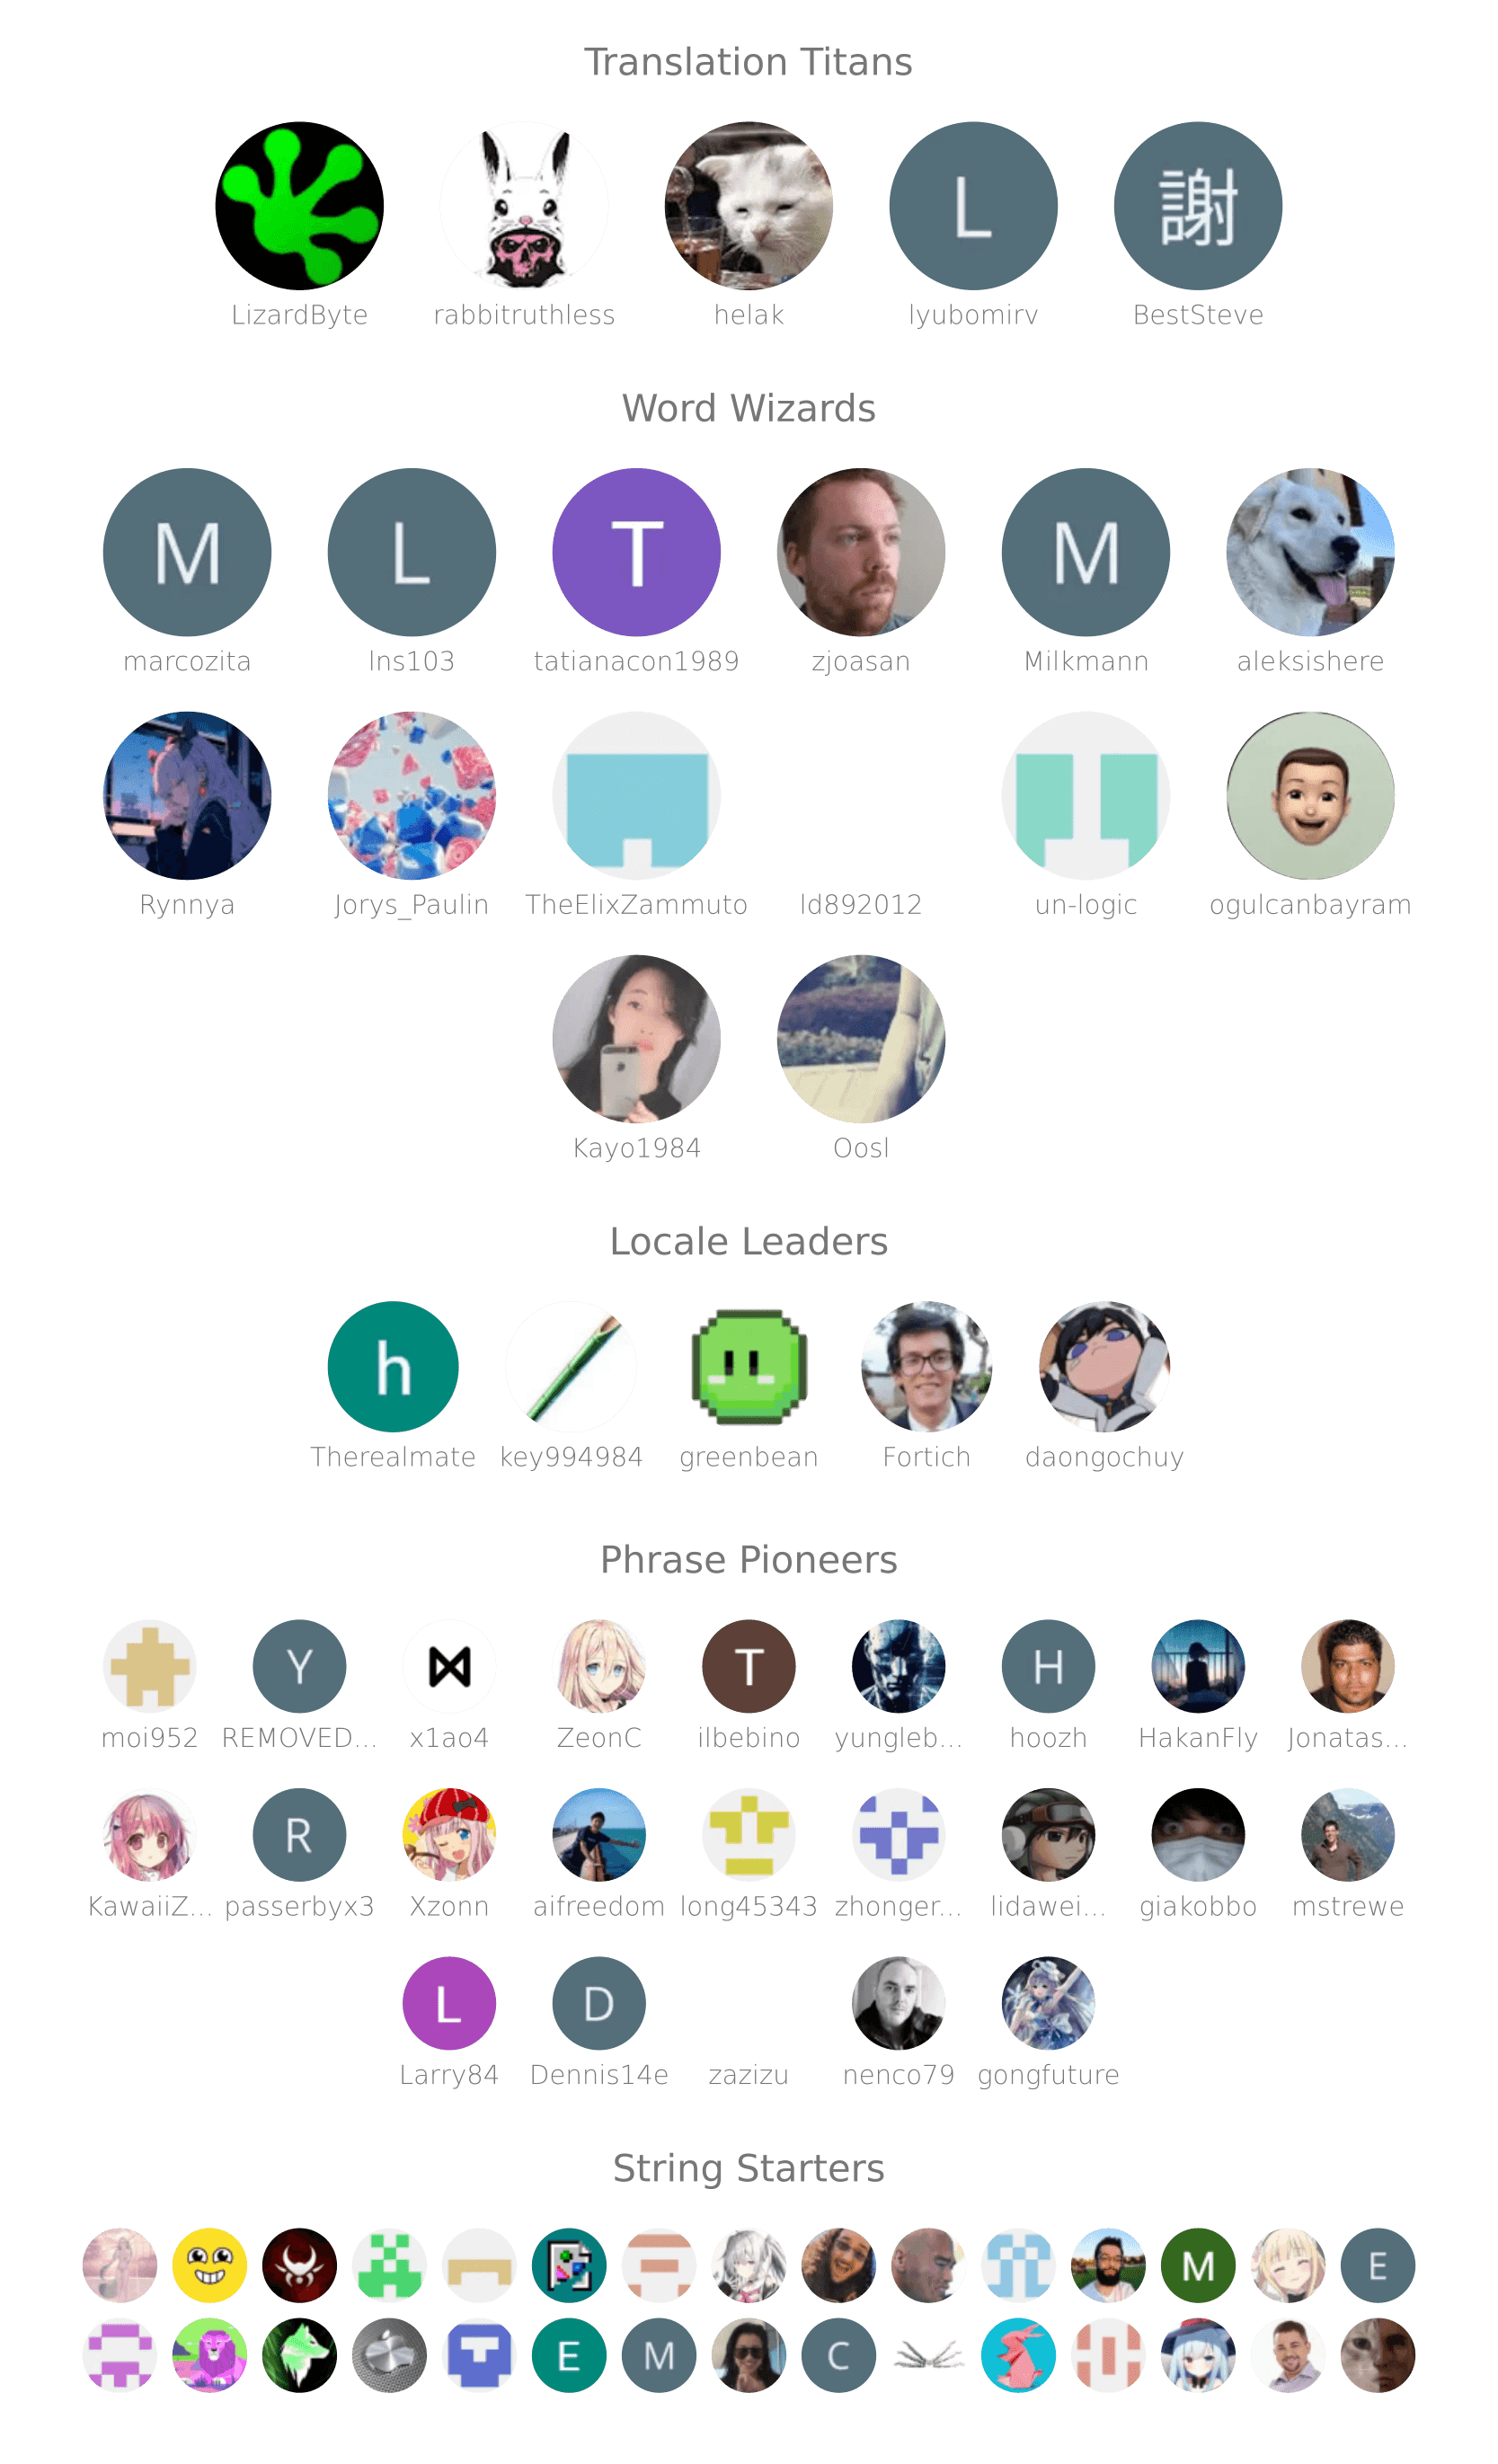 Translation Titans
L 謝
LizardByte rabbitruthless helak lyubomirv BestSteve
Word Wizards
M L T M
marcozita lns103 tatianacon1989 zjoasan Milkmann aleksishere
Rynnya Jorys_Paulin TheElixZammuto ld892012 un-logic ogulcanbayram
Kayo1984 Oosl
Locale Leaders
h
Therealmate key994984 greenbean Fortich daongochuy
Phrase Pioneers
Y T H
moi952 REMOVED... x1ao4 ZeonC ilbebino yungleb... hoozh HakanFly Jonatas...
R
KawaiiZ... passerbyx3 Xzonn aifreedom long45343 zhonger... lidawei... giakobbo mstrewe
L D
Larry84 Dennis14e zazizu nenco79 gongfuture
String Starters
M E
E M C